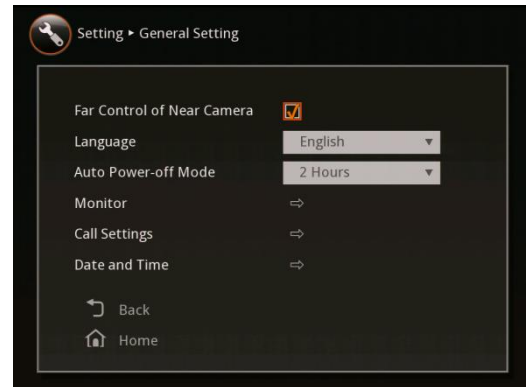 Setting ▸ General Setting
Far Control of Near Camera
Language English
Auto Power-off Mode 2 Hours
Monitor
Call Settings
Date and Time
Back
Home